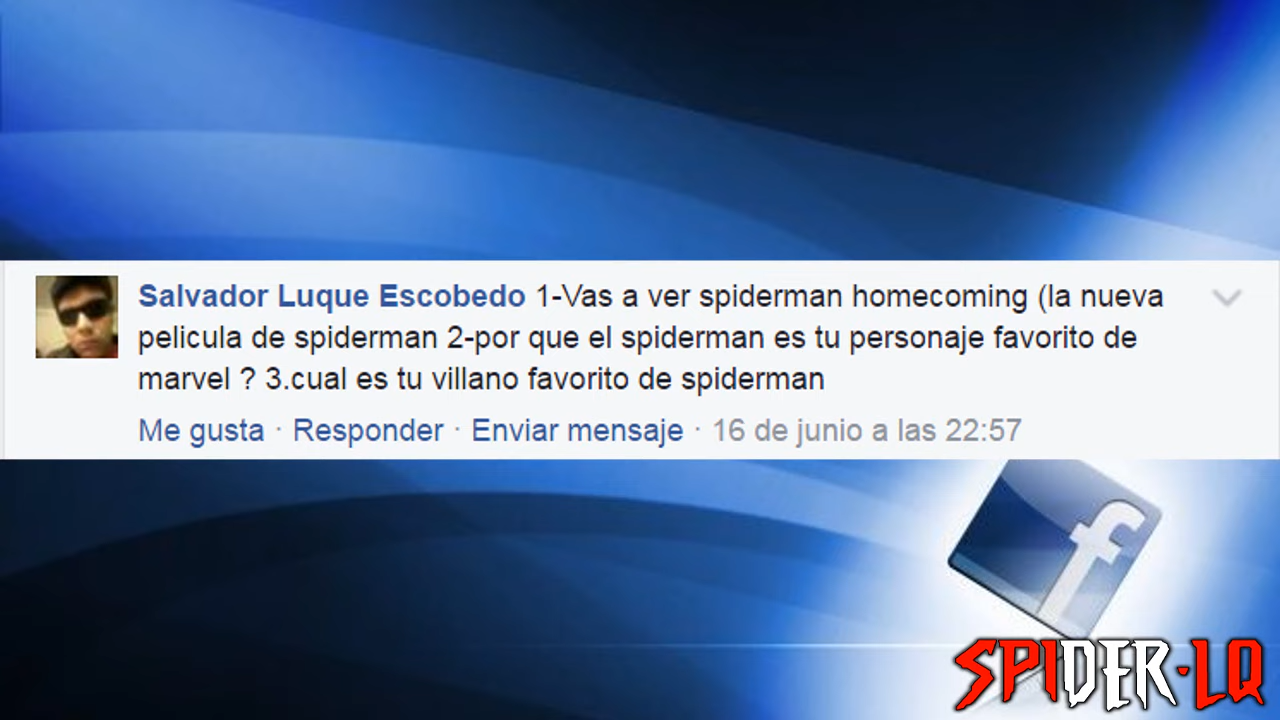 Salvador Luque Escobedo 1-Vas a ver spiderman homecoming (la nueva
pelicula de spiderman 2-por que el spiderman es tu personaje favorito de
marvel ? 3.cual es tu villano favorito de spiderman
Me gusta · Responder · Enviar mensaje · 16 de junio a las 22:57
f
SPIDER-LQ